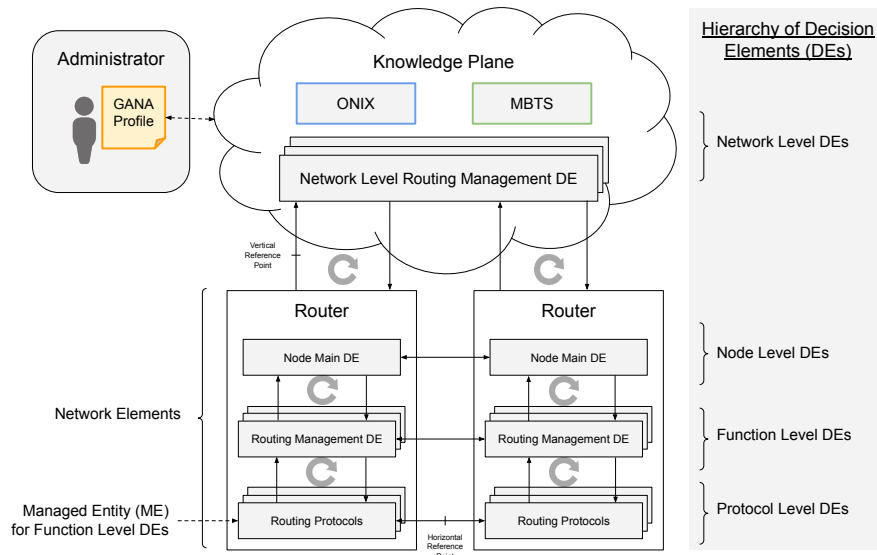 Administrator
GANA
Profile
Knowledge Plane
ONIX
MBTS
Network Level Routing Management DE
Hierarchy of Decision
Elements (DEs)
Network Level DEs
Vertical
Reference
Point
Router
Router
Node Main DE
Node Main DE
Node Level DEs
Network Elements
Routing Management DE
Routing Management DE
Function Level DEs
Managed Entity (ME)
for Function Level DEs
Routing Protocols
Routing Protocols
Protocol Level DEs
Horizontal
Reference
Point